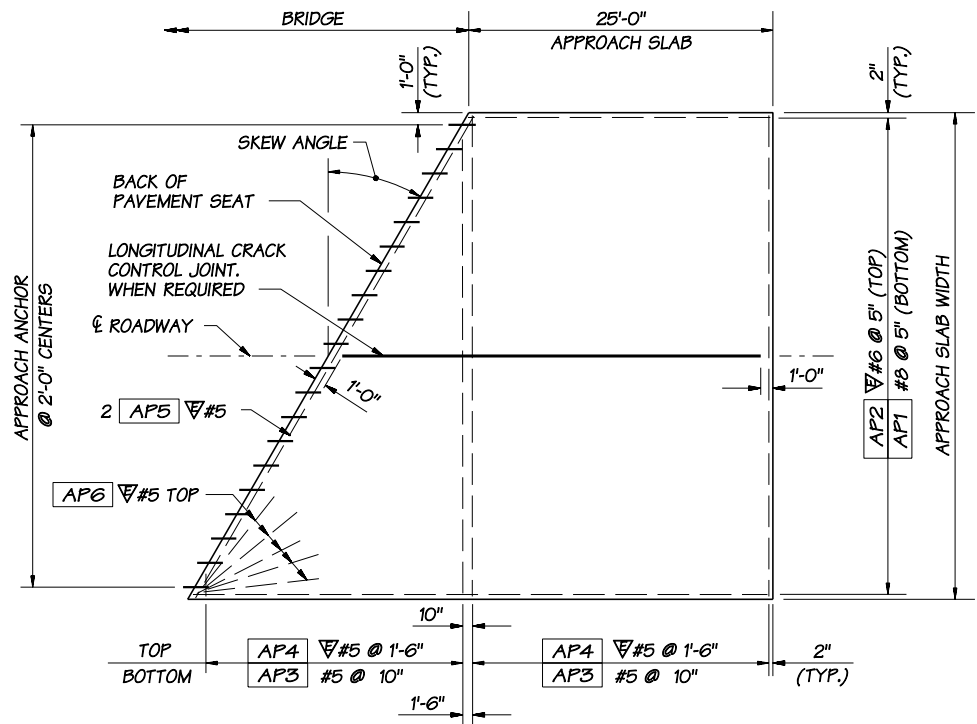 BRIDGE
25'-0"
APPROACH SLAB
1'-0"
(TYP.)
2"
(TYP.)
SKEW ANGLE
BACK OF
PAVEMENT SEAT
LONGITUDINAL CRACK
CONTROL JOINT.
WHEN REQUIRED
℄ ROADWAY
APPROACH ANCHOR
@ 2'-0" CENTERS
1'-0"
1'-0"
2 AP5 E #5
AP6 E #5 TOP
AP2 E #6 @ 5" (TOP)
AP1 #8 @ 5" (BOTTOM)
APPROACH SLAB WIDTH
10"
TOP AP4 E #5 @ 1'-6" AP4 E #5 @ 1'-6" 2"
BOTTOM AP3 #5 @ 10" AP3 #5 @ 10" (TYP.)
1'-6"